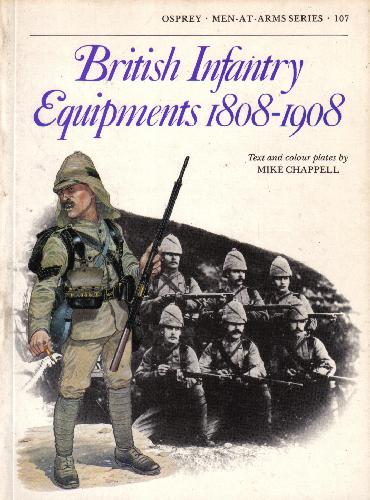 OSPREY · MEN-AT-ARMS SERIES · 107
British Infantry
Equipments 1808-1908
Text and colour plates by
MIKE CHAPPELL